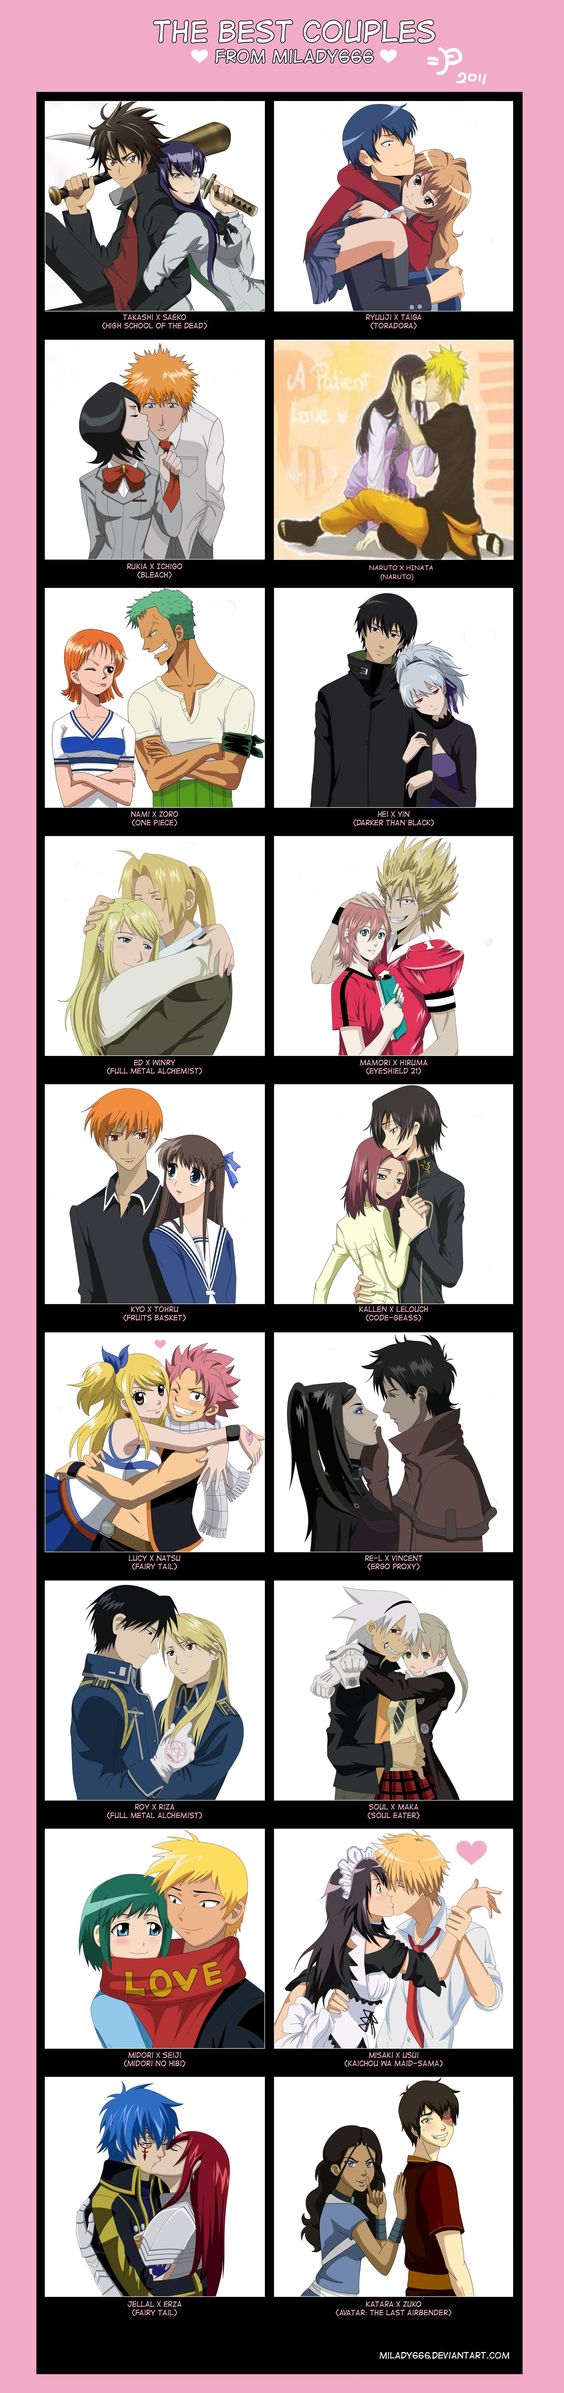 THE BEST COUPLES
FROM MILADY666
=)P
2011
TAKASHI X SAEKO
(HIGH SCHOOL OF THE DEAD)
RYUUJI X TAIGA
(TORADORA)
RUKIA X ICHIGO
(BLEACH)
A Patient
Love
NARUTO X HINATA
(NARUTO)
NAMI X ZORO
(ONE PIECE)
HEI X YIN
(DARKER THAN BLACK)
ED X WINRY
(FULL METAL ALCHEMIST)
1
MAMORI X HIRUMA
(EYESHIELD 21)
KYO X TOHRU
(FRUITS BASKET)
KALLEN X LELOUCH
(CODE-GEASS)
LUCY X NATSU
(FAIRY TAIL)
RE-L X VINCENT
(ERGO PROXY)
ROY X RIZA
(FULL METAL ALCHEMIST)
SOUL X MAKA
(SOUL EATER)
LOVE
MIDORI X SEIJI
(MIDORI NO HIBI)
MISAKI X USUI
(KAICHOU WA MAID-SAMA)
JELLAL X ERZA
(FAIRY TAIL)
KATARA X ZUKO
(AVATAR: THE LAST AIRBENDER)
MILADY666.DEVIANTART.COM